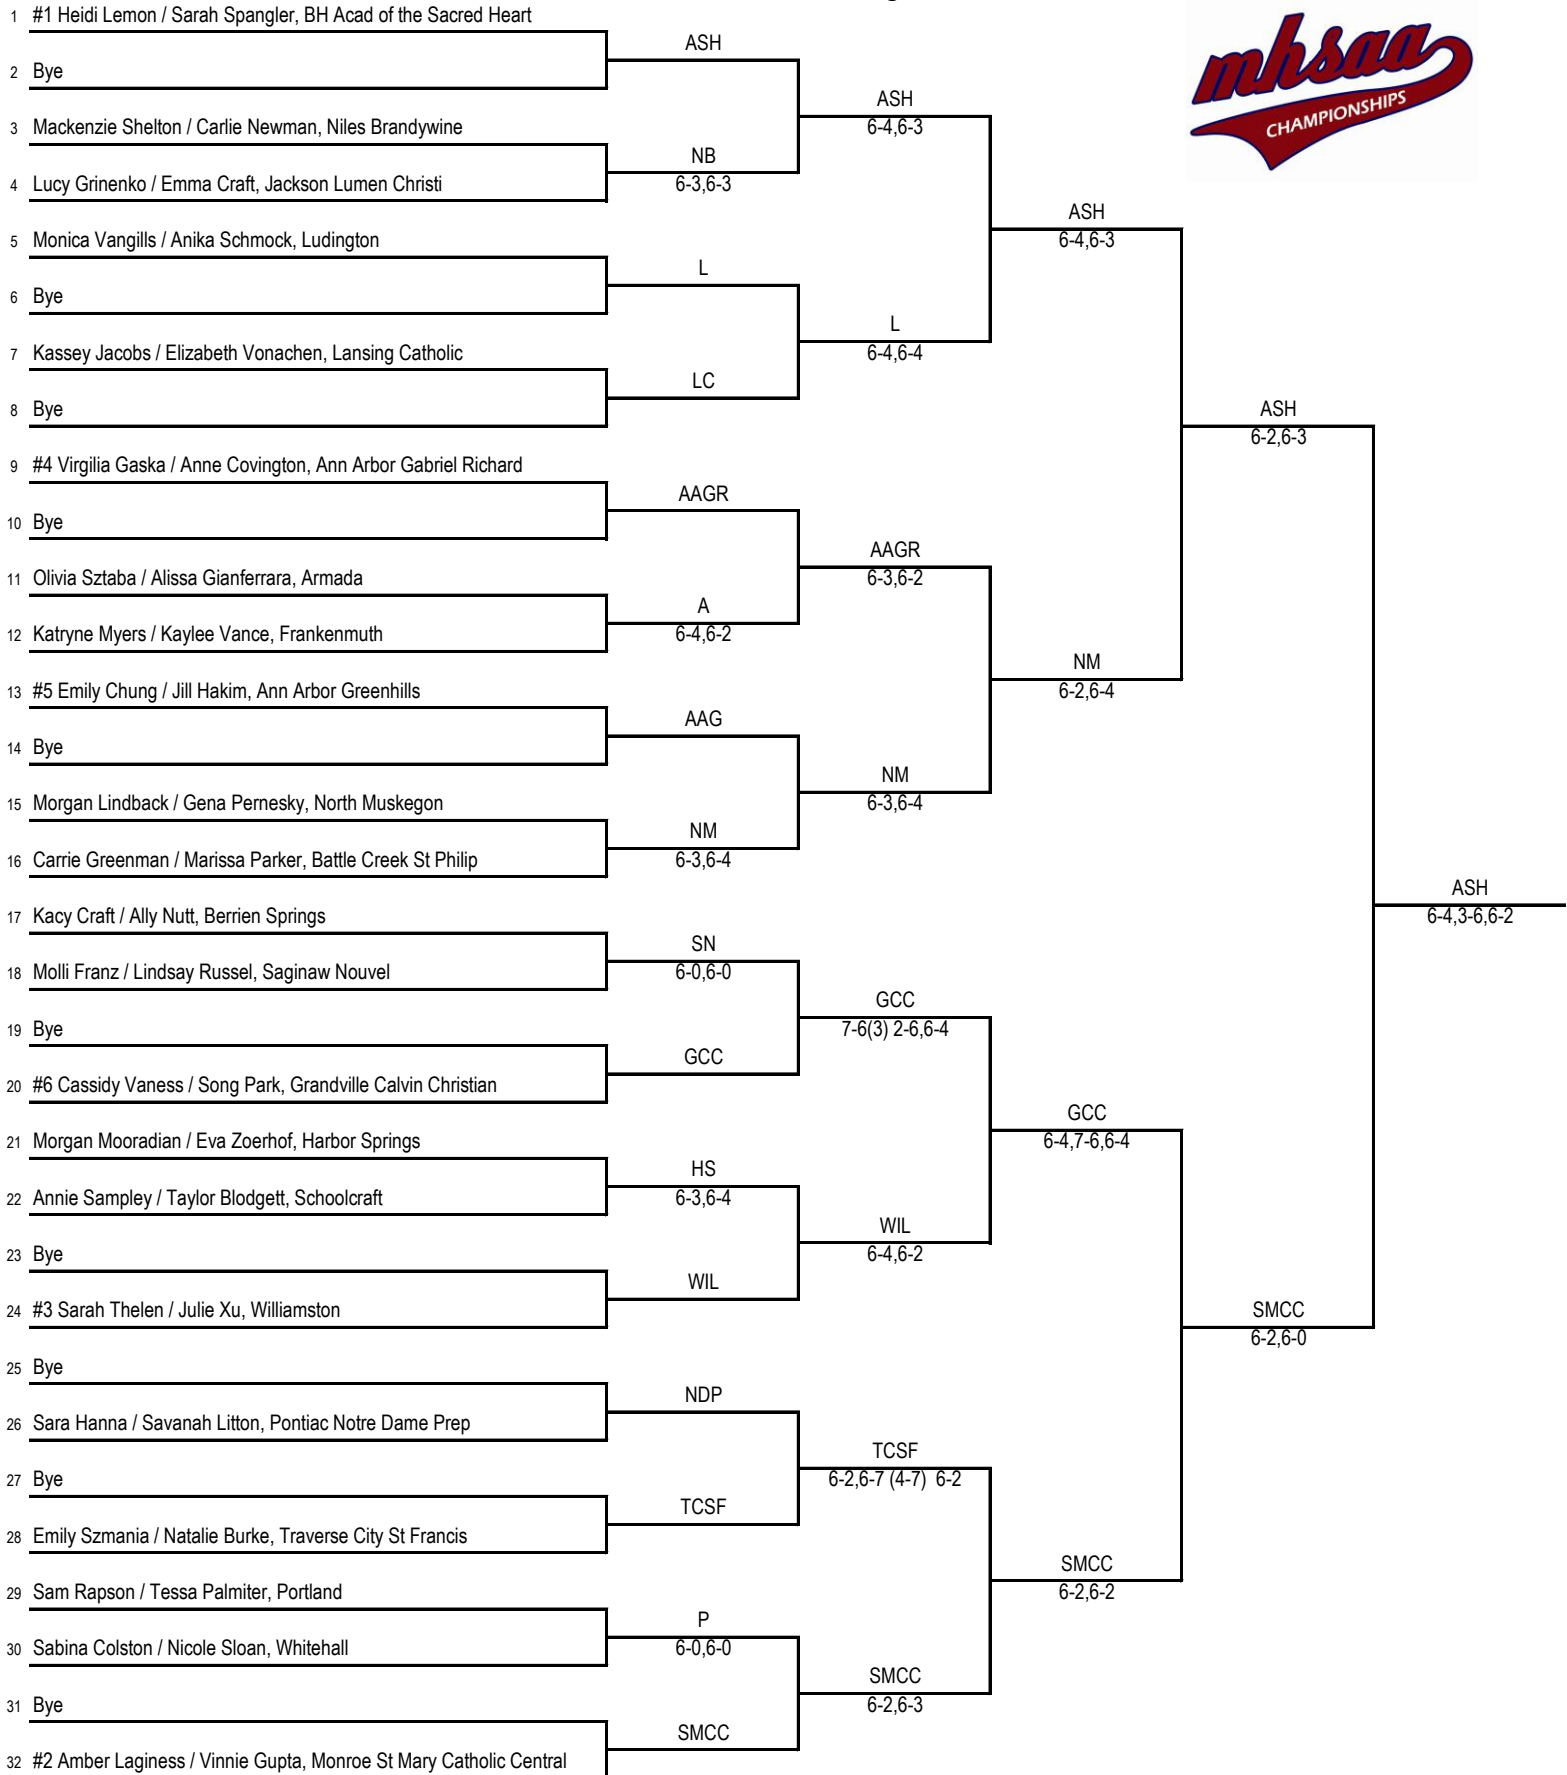 1 #1 Heidi Lemon / Sarah Spangler, BH Acad of the Sacred Heart
ASH
2 Bye
ASH
6-4,6-3
3 Mackenzie Shelton / Carlie Newman, Niles Brandywine
NB
6-3,6-3
4 Lucy Grinenko / Emma Craft, Jackson Lumen Christi
ASH
6-4,6-3
5 Monica Vangills / Anika Schmock, Ludington
L
6 Bye
L
6-4,6-4
7 Kassey Jacobs / Elizabeth Vonachen, Lansing Catholic
LC
8 Bye
ASH
6-2,6-3
9 #4 Virgilia Gaska / Anne Covington, Ann Arbor Gabriel Richard
AAGR
10 Bye
AAGR
6-3,6-2
11 Olivia Sztaba / Alissa Gianferrara, Armada
A
6-4,6-2
12 Katryne Myers / Kaylee Vance, Frankenmuth
NM
6-2,6-4
13 #5 Emily Chung / Jill Hakim, Ann Arbor Greenhills
AAG
14 Bye
NM
6-3,6-4
15 Morgan Lindback / Gena Pernesky, North Muskegon
NM
6-3,6-4
16 Carrie Greenman / Marissa Parker, Battle Creek St Philip
ASH
6-4,3-6,6-2
17 Kacy Craft / Ally Nutt, Berrien Springs
SN
6-0,6-0
18 Molli Franz / Lindsay Russel, Saginaw Nouvel
GCC
7-6(3) 2-6,6-4
19 Bye
GCC
20 #6 Cassidy Vaness / Song Park, Grandville Calvin Christian
GCC
6-4,7-6,6-4
21 Morgan Mooradian / Eva Zoerhof, Harbor Springs
HS
6-3,6-4
22 Annie Sampley / Taylor Blodgett, Schoolcraft
WIL
6-4,6-2
23 Bye
WIL
24 #3 Sarah Thelen / Julie Xu, Williamston
SMCC
6-2,6-0
25 Bye
NDP
26 Sara Hanna / Savanah Litton, Pontiac Notre Dame Prep
TCSF
6-2,6-7 (4-7) 6-2
27 Bye
TCSF
28 Emily Szmania / Natalie Burke, Traverse City St Francis
SMCC
6-2,6-2
29 Sam Rapson / Tessa Palmiter, Portland
P
6-0,6-0
30 Sabina Colston / Nicole Sloan, Whitehall
SMCC
6-2,6-3
31 Bye
SMCC
32 #2 Amber Laginess / Vinnie Gupta, Monroe St Mary Catholic Central
mhsaa
CHAMPIONSHIPS